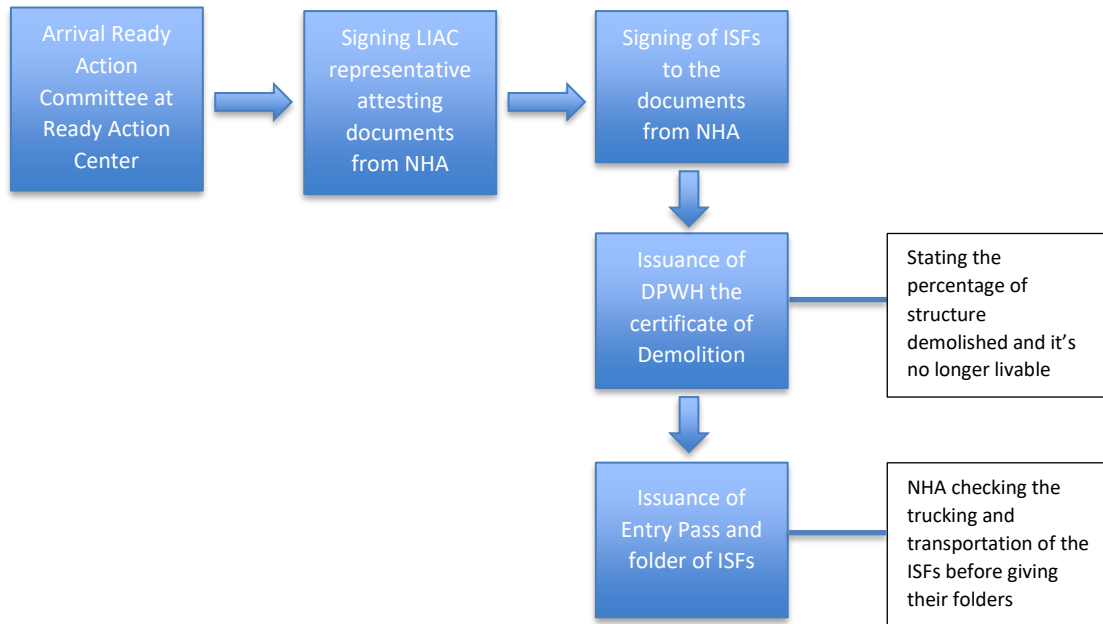 Arrival Ready
Action
Committee at
Ready Action
Center
Signing LIAC
representative
attesting
documents
from NHA
Signing of ISFs
to the
documents
from NHA
Issuance of
DPWH the
certificate of
Demolition
Stating the
percentage of
structure
demolished and it’s
no longer livable
Issuance of
Entry Pass and
folder of ISFs
NHA checking the
trucking and
transportation of the
ISFs before giving
their folders